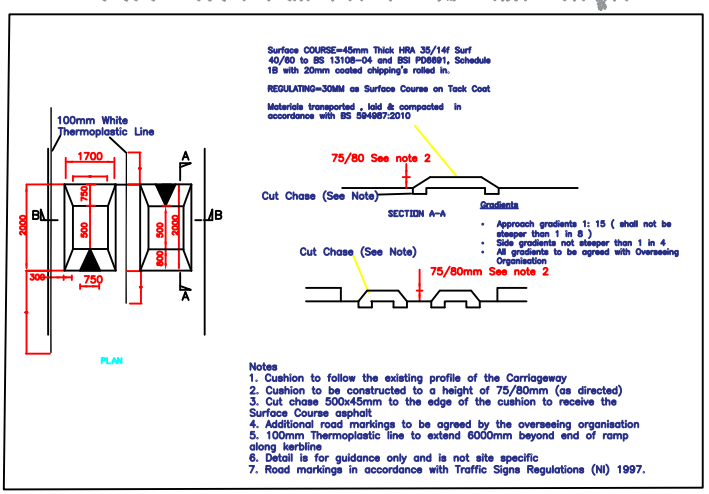 Surface COURSE=45mm Thick HRA 35/14f Surf
40/60 to BS 13108-04 and BSI PD6691, Schedule
1B with 20mm coated chipping's rolled in.
REGULATING=30MM as Surface Course on Tack Coat
Materials transported , laid & compacted in
accordance with BS 594987:2010
100mm White
Thermoplastic Line
A
1700
750
B
B
2000
500
500
2000
600
300
750
A
PLAN
75/80 See note 2
Cut Chase (See Note)
SECTION A-A
Gradients
• Approach gradients 1: 15 ( shall not be
steeper than 1 in 8 )
• Side gradients not steeper than 1 in 4
• All gradients to be agreed with Overseeing
Organisation
Cut Chase (See Note)
75/80mm See note 2
Notes
1. Cushion to follow the existing profile of the Carriageway
2. Cushion to be constructed to a height of 75/80mm (as directed)
3. Cut chase 500x45mm to the edge of the cushion to receive the
Surface Course asphalt
4. Additional road markings to be agreed by the overseeing organisation
5. 100mm Thermoplastic line to extend 6000mm beyond end of ramp
along kerbline
6. Detail is for guidance only and is not site specific
7. Road markings in accordance with Traffic Signs Regulations (NI) 1997.